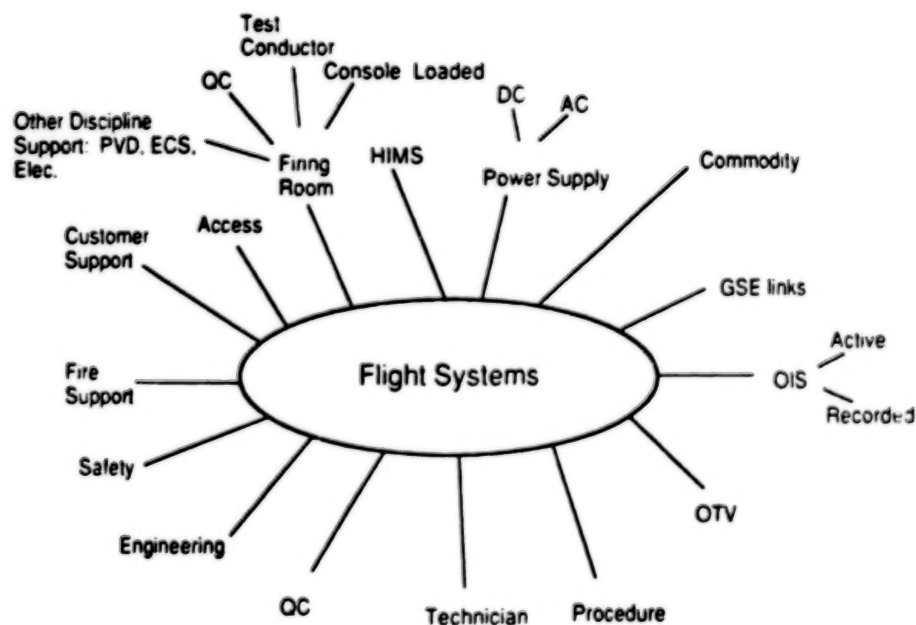 Test
Conductor
QC
Console Loaded
DC
AC
Other Discipline
Support: PVD, ECS,
Elec.
Firing
Room
HIMS
Power Supply
Commodity
Customer
Support
Access
GSE links
Flight Systems
Active
OIS
Recorded
Fire
Support
Safety
OTV
Engineering
QC
Technician
Procedure